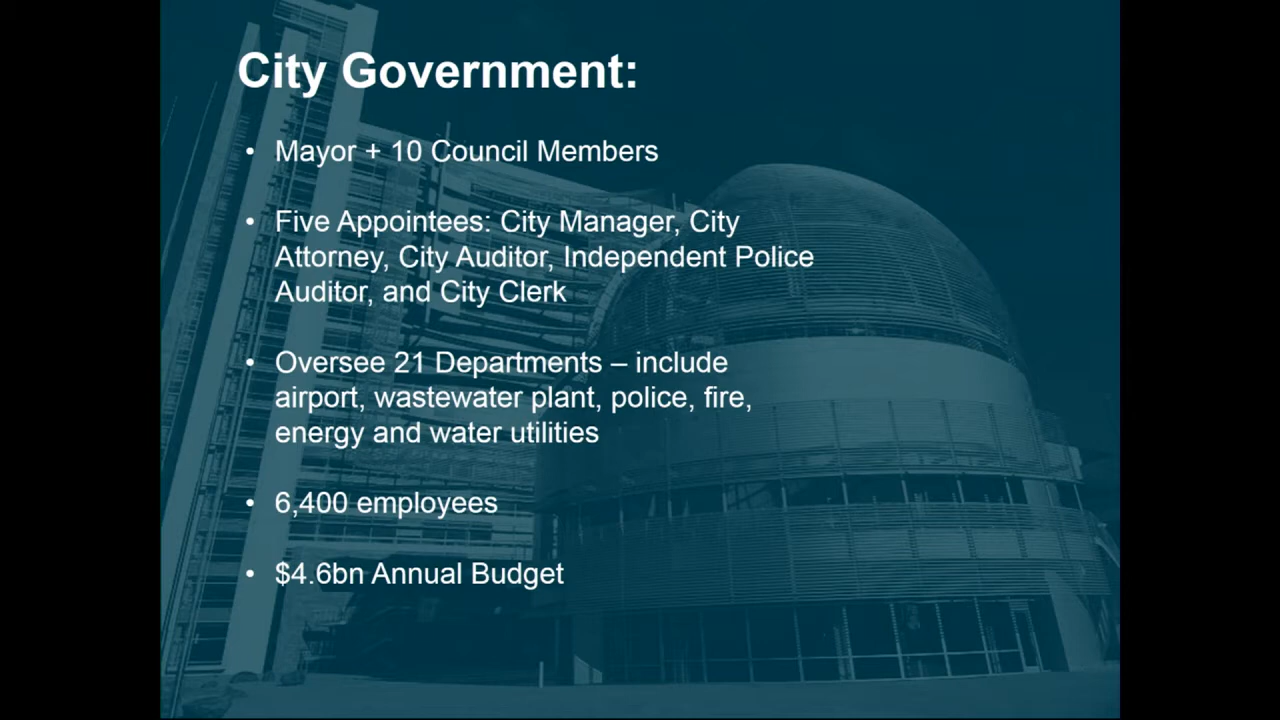 City Government:
• Mayor + 10 Council Members
• Five Appointees: City Manager, City
Attorney, City Auditor, Independent Police
Auditor, and City Clerk
• Oversee 21 Departments – include
airport, wastewater plant, police, fire,
energy and water utilities
• 6,400 employees
• $4.6bn Annual Budget